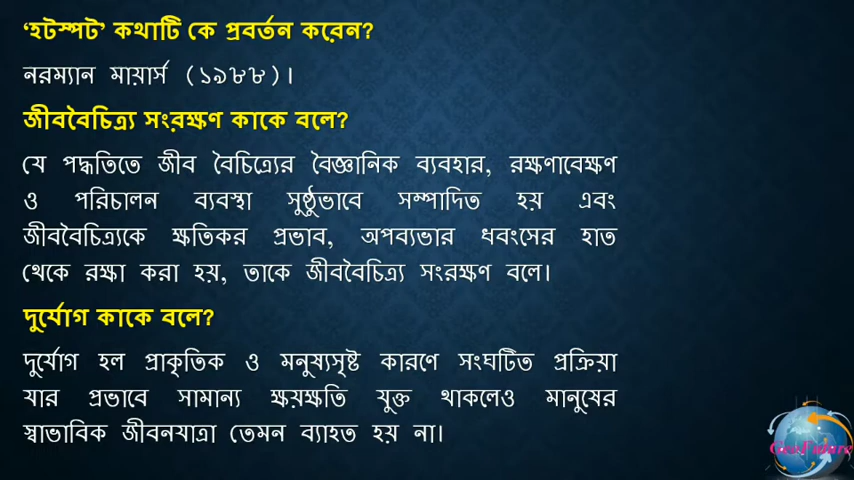 ‘হটস্পট’ কথাটি কে প্রবর্তন করেন?
নরম্যান মায়ার্স (১৯৮৮)।
জীববৈচিত্র্য সংরক্ষণ কাকে বলে?
যে পদ্ধতিতে জীব বৈচিত্র্যের বৈজ্ঞানিক ব্যবহার, রক্ষণাবেক্ষণ
ও পরিচালন ব্যবস্থা সুষ্ঠুভাবে সম্পাদিত হয় এবং
জীববৈচিত্র্যকে ক্ষতিকর প্রভাব, অপব্যভার ধবংসের হাত
থেকে রক্ষা করা হয়, তাকে জীববৈচিত্র্য সংরক্ষণ বলে।
দুর্যোগ কাকে বলে?
দুর্যোগ হল প্রাকৃতিক ও মনুষ্যসৃষ্ট কারণে সংঘটিত প্রক্রিয়া
যার প্রভাবে সামান্য ক্ষয়ক্ষতি যুক্ত থাকলেও মানুষের
স্বাভাবিক জীবনযাত্রা তেমন ব্যাহত হয় না।